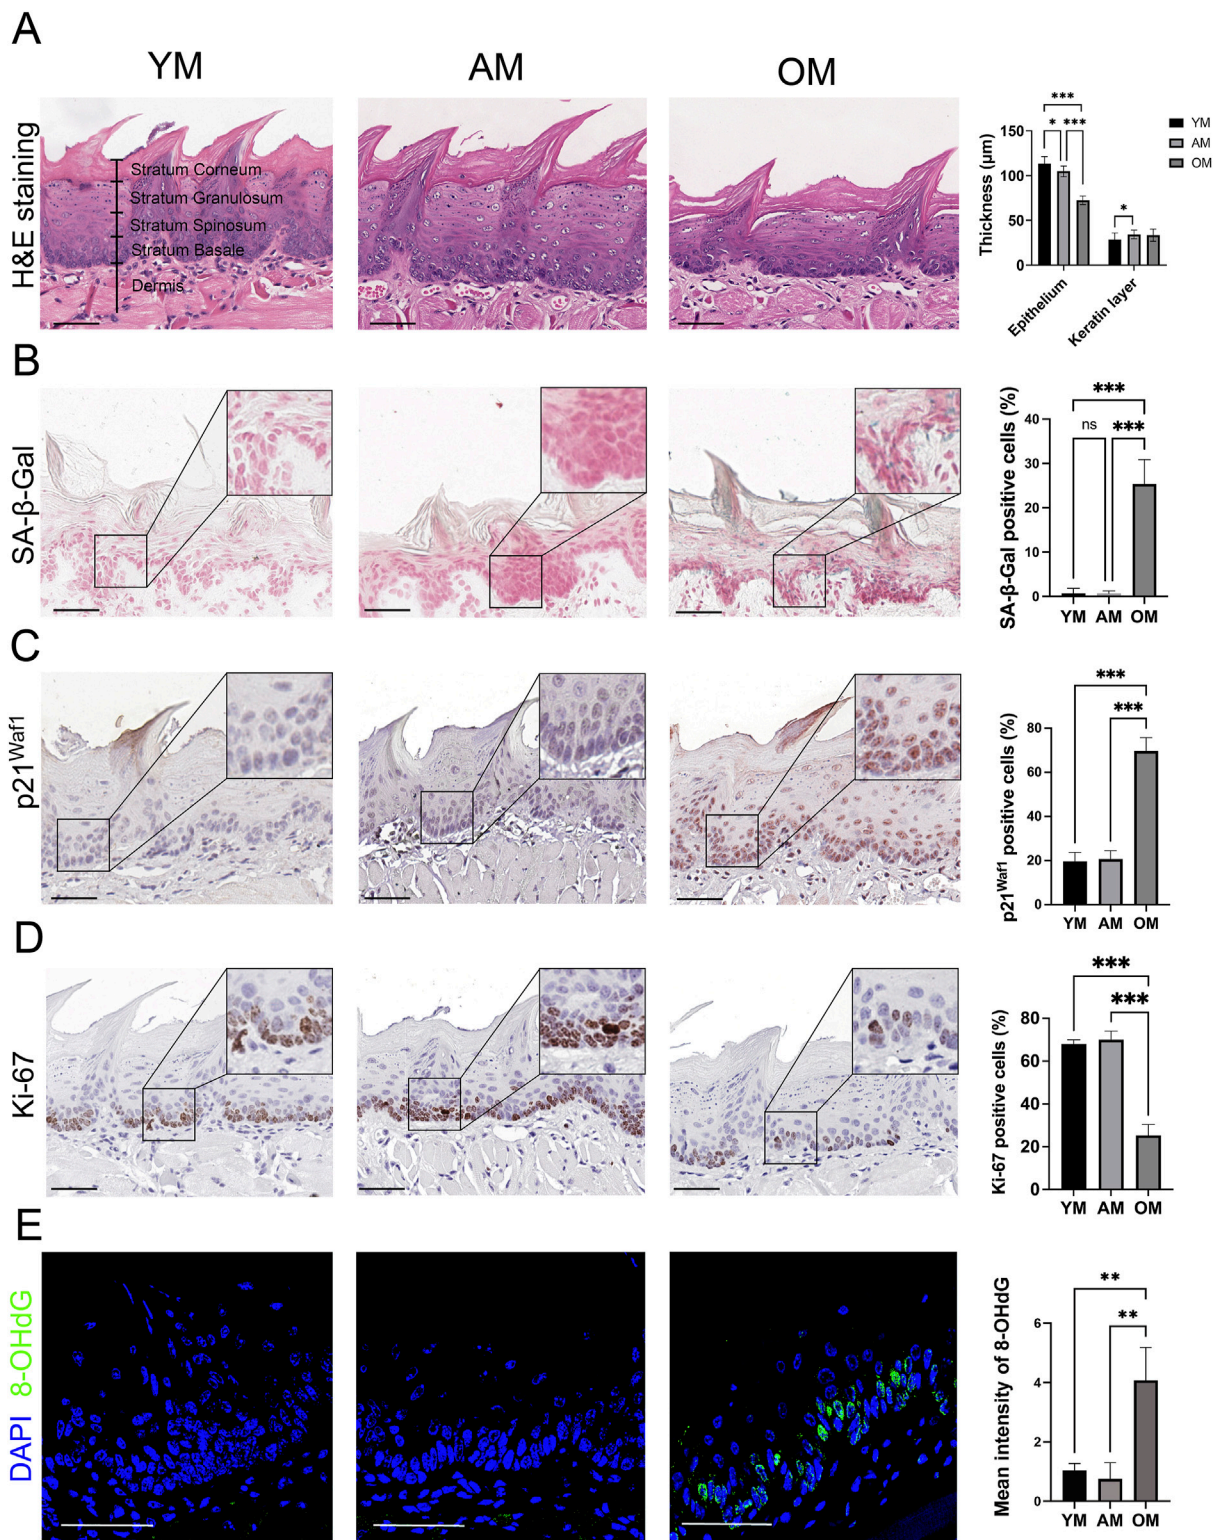 A
YM
AM
OM
H&E staining
Stratum Corneum
Stratum Granulosum
Stratum Spinosum
Stratum Basale
Dermis
Thickness (μm)
150
100
50
0
***
* ***
*
Epithelium
Keratin layer
YM
AM
OM
B
SA-β-Gal
SA-β-Gal positive cells (%)
40
30
20
10
0
***
ns ***
YM AM OM
C
p21Waf1
p21Waf1 positive cells (%)
80
60
40
20
0
***
***
YM AM OM
D
Ki-67
Ki-67 positive cells (%)
80
60
40
20
0
***
***
YM AM OM
E
DAPI 8-OHdG
Mean intensity of 8-OHdG
6
4
2
0
**
**
YM AM OM